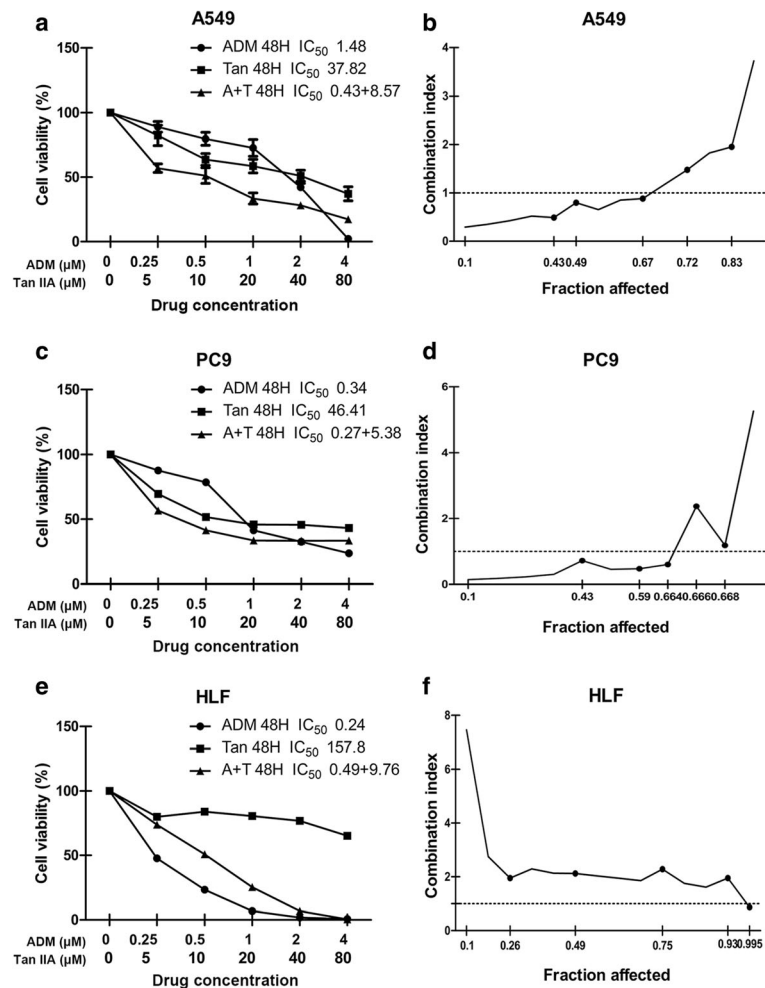 a
A549
ADM 48H IC50 1.48
Tan 48H IC50 37.82
A+T 48H IC50 0.43+8.57
Cell viability (%)
150
100
50
0
ADM (μM) 0 0.25 0.5 1 2 4
Tan IIA (μM) 0 5 10 20 40 80
Drug concentration
b
A549
Combination index
4
3
2
1
0
0.1 0.43 0.49 0.67 0.72 0.83
Fraction affected
c
PC9
ADM 48H IC50 0.34
Tan 48H IC50 46.41
A+T 48H IC50 0.27+5.38
Cell viability (%)
150
100
50
0
ADM (μM) 0 0.25 0.5 1 2 4
Tan IIA (μM) 0 5 10 20 40 80
Drug concentration
d
PC9
Combination index
6
4
2
0
0.1 0.43 0.59 0.664 0.666 0.668
Fraction affected
e
HLF
ADM 48H IC50 0.24
Tan 48H IC50 157.8
A+T 48H IC50 0.49+9.76
Cell viability (%)
150
100
50
0
ADM (μM) 0 0.25 0.5 1 2 4
Tan IIA (μM) 0 5 10 20 40 80
Drug concentration
f
HLF
Combination index
8
6
4
2
0
0.1 0.26 0.49 0.75 0.93 0.995
Fraction affected